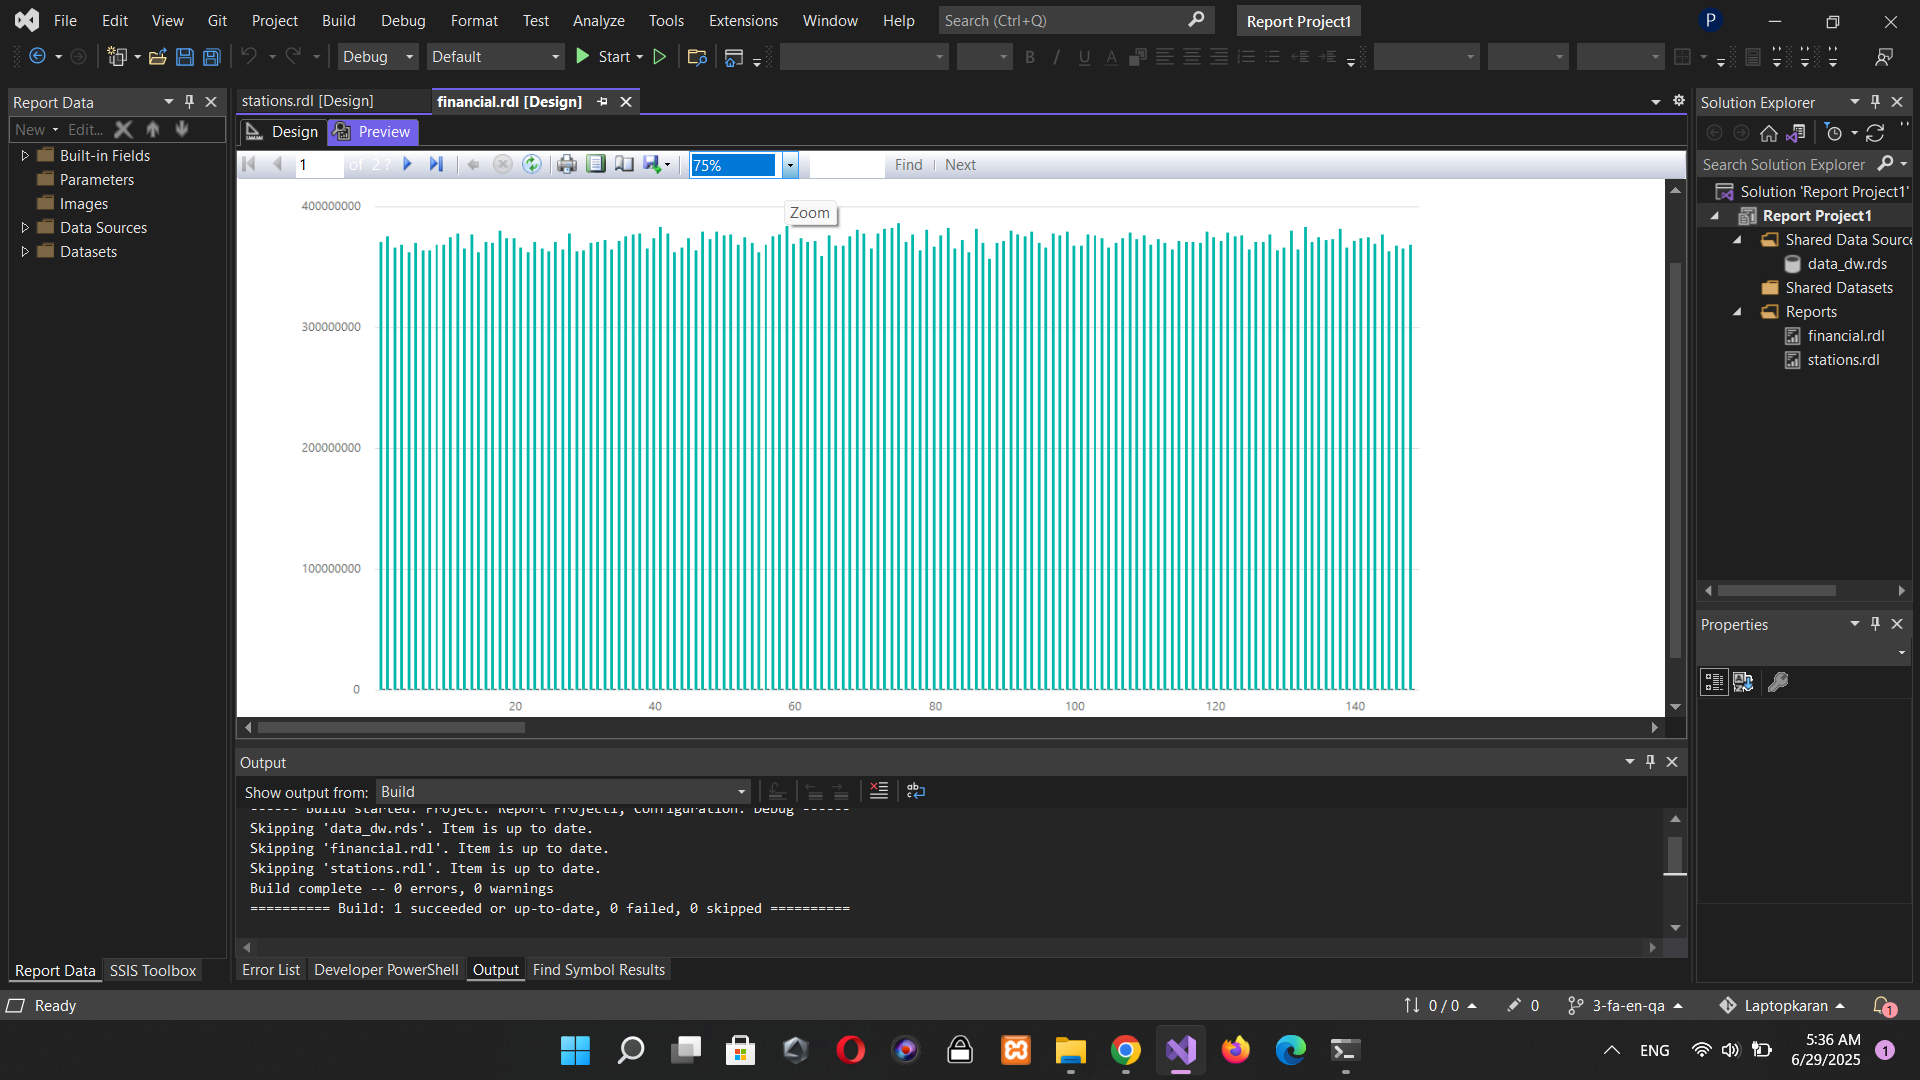 File Edit View Git Project Build Debug Format Test Analyze Tools Extensions Window Help Search (Ctrl+Q) Report Project1 P
Debug Default Start B I U A
Report Data
New Edit...
Built-in Fields
Parameters
Images
Data Sources
Datasets
Report Data SSIS Toolbox
stations.rdl [Design] financial.rdl [Design]
Design Preview
1 of 2 ? 75% Find Next
Zoom
400000000
300000000
200000000
100000000
0
20 40 60 80 100 120 140
Output
Show output from: Build
------ Build started: Project: Report Project1, Configuration: Debug ------
Skipping 'data_dw.rds'. Item is up to date.
Skipping 'financial.rdl'. Item is up to date.
Skipping 'stations.rdl'. Item is up to date.
Build complete -- 0 errors, 0 warnings
========== Build: 1 succeeded or up-to-date, 0 failed, 0 skipped ==========
Error List Developer PowerShell Output Find Symbol Results
Solution Explorer
Search Solution Explorer
Solution 'Report Project1'
Report Project1
Shared Data Source
data_dw.rds
Shared Datasets
Reports
financial.rdl
stations.rdl
Properties
Ready 0 / 0 0 3-fa-en-qa Laptopkaran 1
ENG 5:36 AM 1
6/29/2025